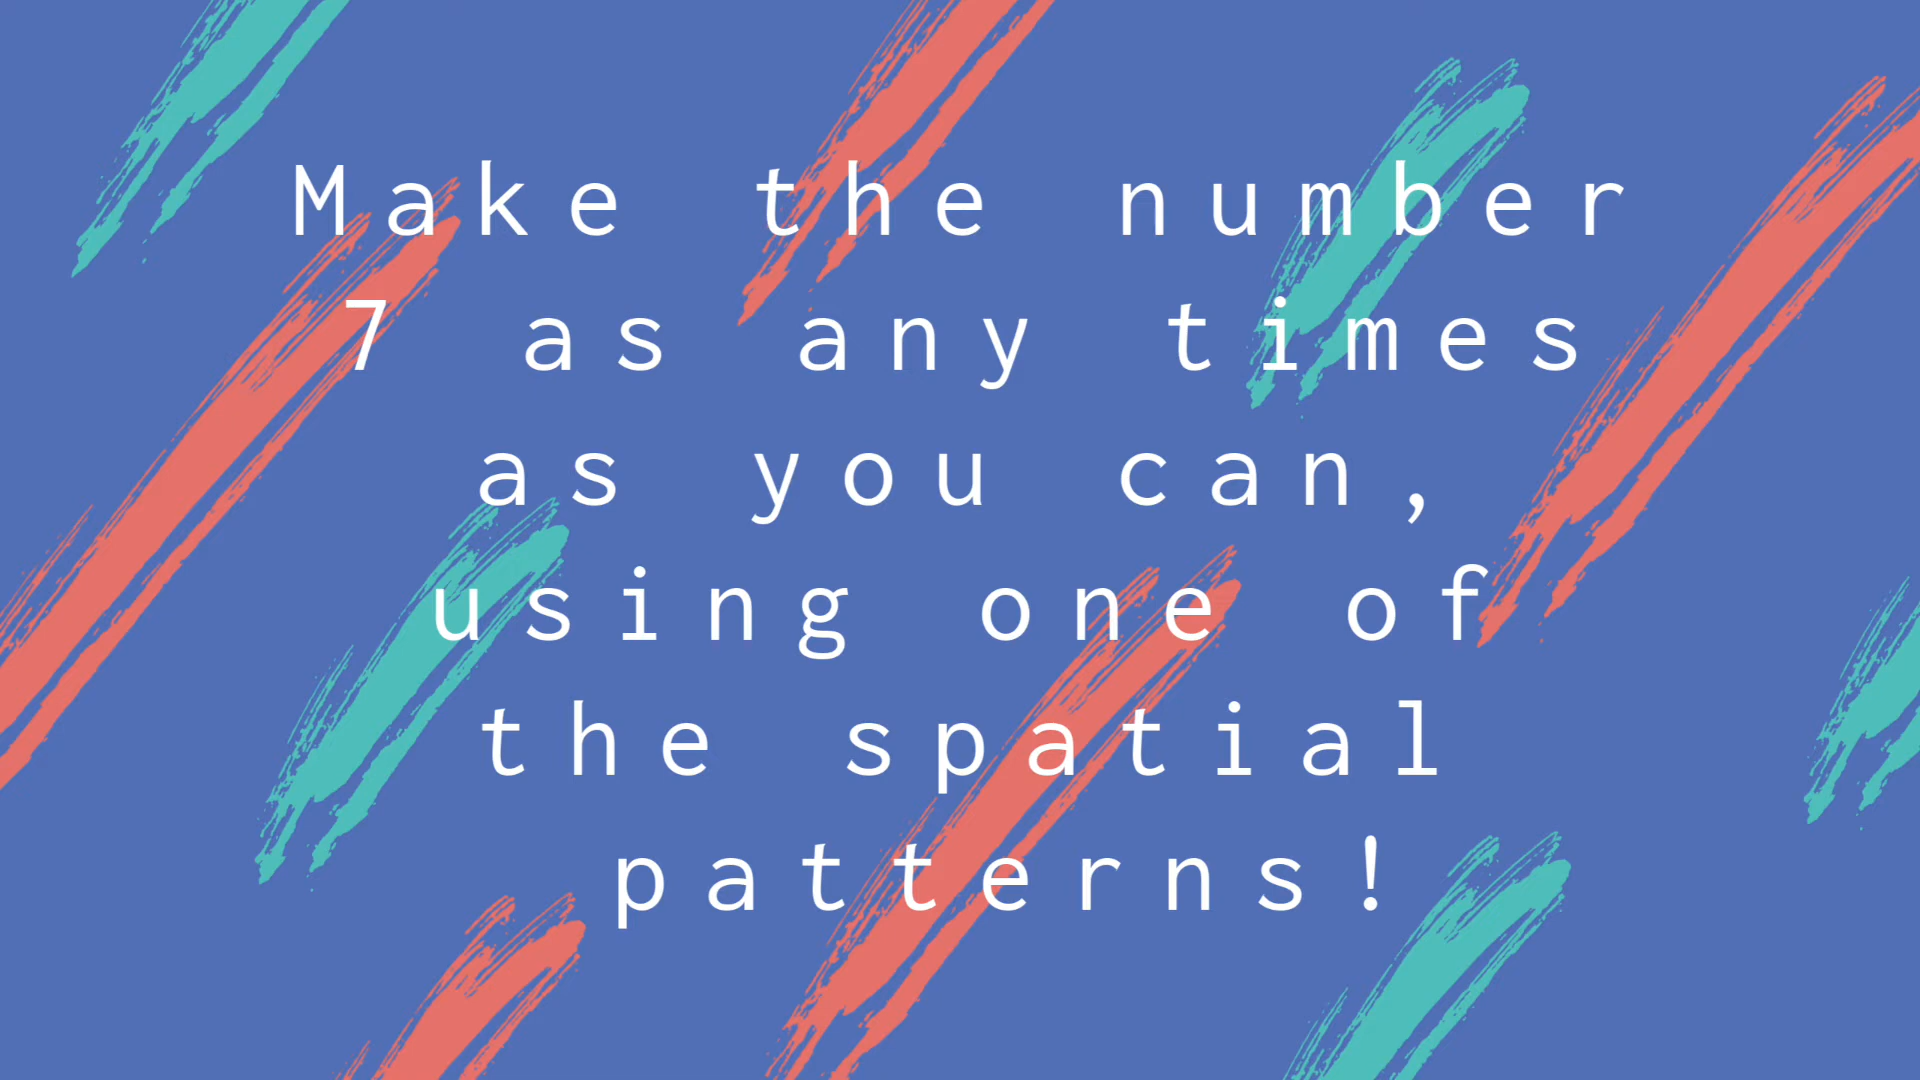 Make the number
7 as any times
as you can,
using one of
the spatial
patterns!